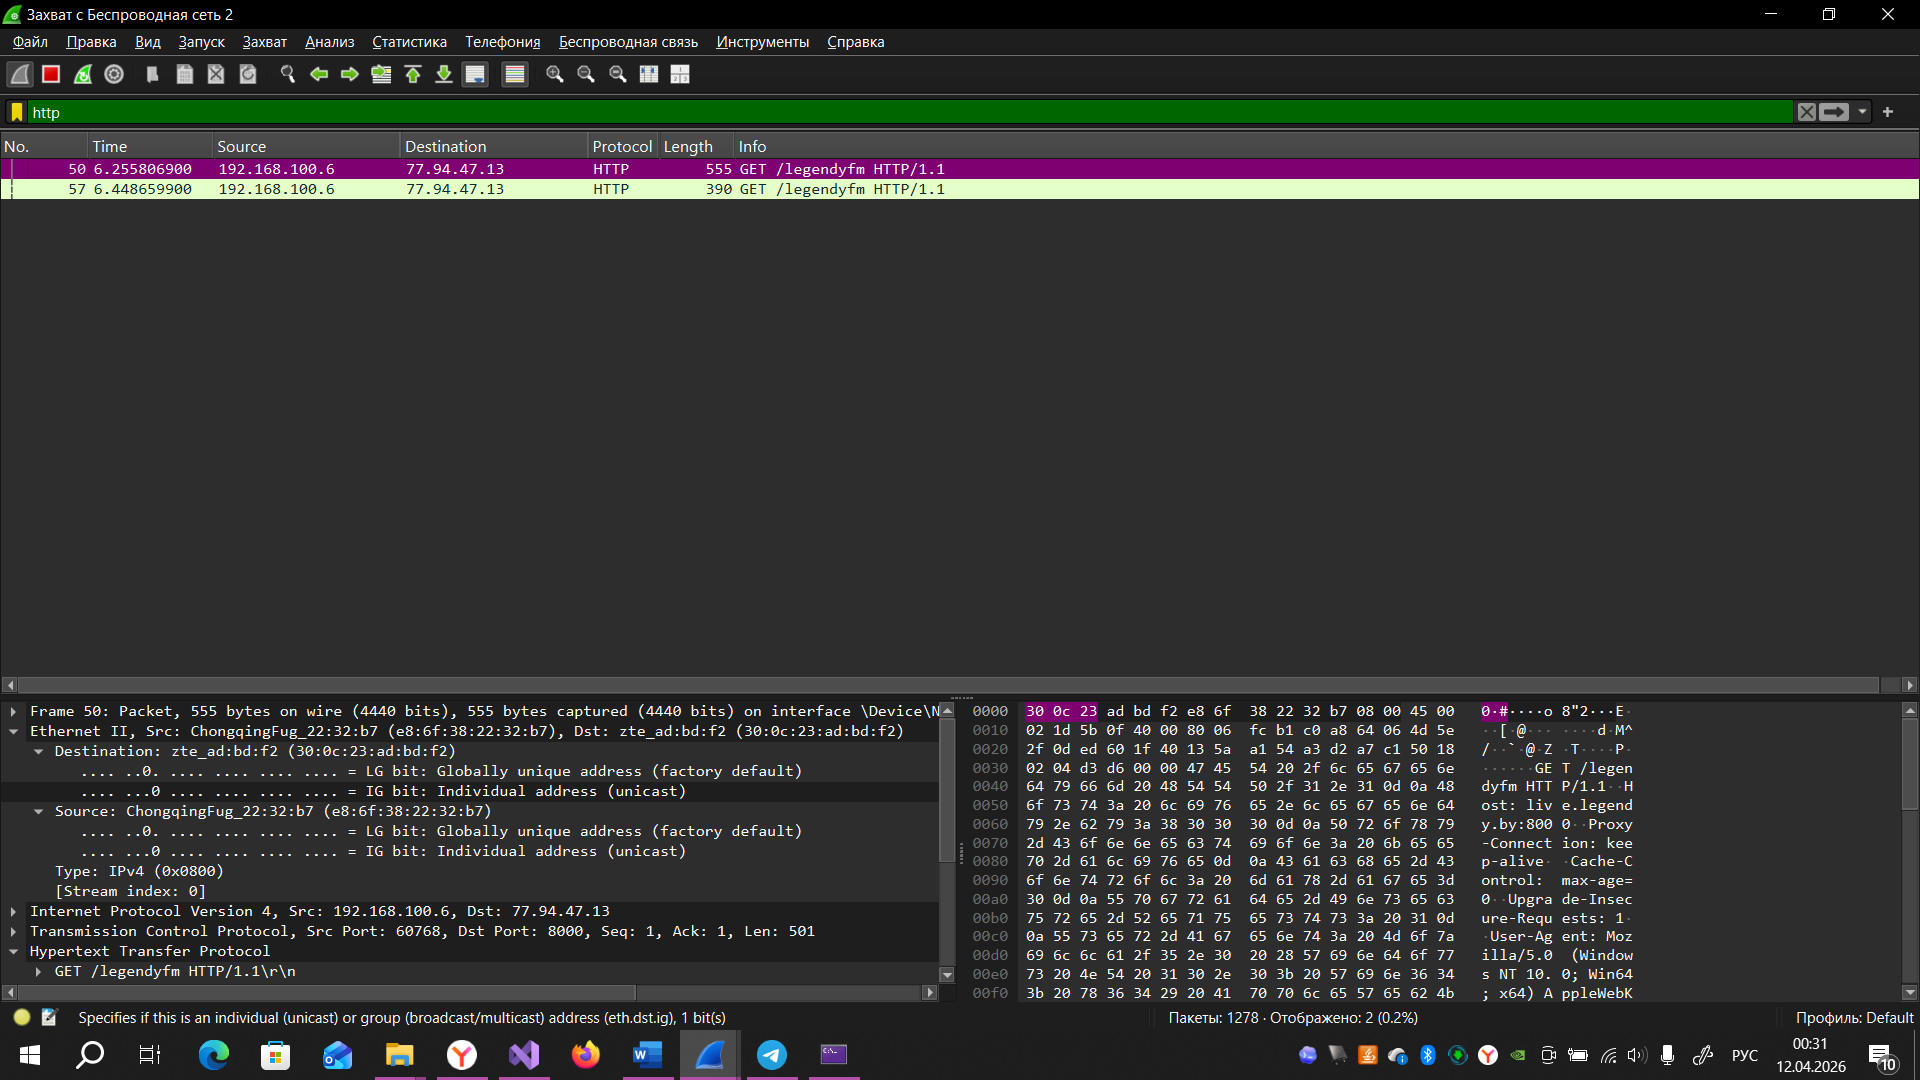 Захват с Беспроводная сеть 2
Файл Правка Вид Запуск Захват Анализ Статистика Телефония Беспроводная связь Инструменты Справка
http
No. Time Source Destination Protocol Length Info
50 6.255806900 192.168.100.6 77.94.47.13 HTTP 555 GET /legendyfm HTTP/1.1
57 6.448659900 192.168.100.6 77.94.47.13 HTTP 390 GET /legendyfm HTTP/1.1
Frame 50: Packet, 555 bytes on wire (4440 bits), 555 bytes captured (4440 bits) on interface \Device\N
Ethernet II, Src: ChongqingFug_22:32:b7 (e8:6f:38:22:32:b7), Dst: zte_ad:bd:f2 (30:0c:23:ad:bd:f2)
Destination: zte_ad:bd:f2 (30:0c:23:ad:bd:f2)
.... ..0. .... .... .... .... = LG bit: Globally unique address (factory default)
.... ...0 .... .... .... .... = IG bit: Individual address (unicast)
Source: ChongqingFug_22:32:b7 (e8:6f:38:22:32:b7)
.... ..0. .... .... .... .... = LG bit: Globally unique address (factory default)
.... ...0 .... .... .... .... = IG bit: Individual address (unicast)
Type: IPv4 (0x0800)
[Stream index: 0]
Internet Protocol Version 4, Src: 192.168.100.6, Dst: 77.94.47.13
Transmission Control Protocol, Src Port: 60768, Dst Port: 8000, Seq: 1, Ack: 1, Len: 501
Hypertext Transfer Protocol
GET /legendyfm HTTP/1.1\r\n
0000 30 0c 23 ad bd f2 e8 6f 38 22 32 b7 08 00 45 00 0·#····o 8"2···E·
0010 02 1d 5b 0f 40 00 80 06 fc b1 c0 a8 64 06 4d 5e ··[·@··· ····d·M^
0020 2f 0d ed 60 1f 40 13 5a a1 54 a3 d2 a7 c1 50 18 /··`·@·Z ·T····P·
0030 02 04 d3 d6 00 00 47 45 54 20 2f 6c 65 67 65 6e ······GE T /legen
0040 64 79 66 6d 20 48 54 54 50 2f 31 2e 31 0d 0a 48 dyfm HTT P/1.1··H
0050 6f 73 74 3a 20 6c 69 76 65 2e 6c 65 67 65 6e 64 ost: liv e.legend
0060 79 2e 62 79 3a 38 30 30 30 0d 0a 50 72 6f 78 79 y.by:800 0··Proxy
0070 2d 43 6f 6e 6e 65 63 74 69 6f 6e 3a 20 6b 65 65 -Connect ion: kee
0080 70 2d 61 6c 69 76 65 0d 0a 43 61 63 68 65 2d 43 p-alive· ·Cache-C
0090 6f 6e 74 72 6f 6c 3a 20 6d 61 78 2d 61 67 65 3d ontrol: max-age=
00a0 30 0d 0a 55 70 67 72 61 64 65 2d 49 6e 73 65 63 0··Upgra de-Insec
00b0 75 72 65 2d 52 65 71 75 65 73 74 73 3a 20 31 0d ure-Requ ests: 1·
00c0 0a 55 73 65 72 2d 41 67 65 6e 74 3a 20 4d 6f 7a ·User-Ag ent: Moz
00d0 69 6c 6c 61 2f 35 2e 30 20 28 57 69 6e 64 6f 77 illa/5.0 (Window
00e0 73 20 4e 54 20 31 30 2e 30 3b 20 57 69 6e 36 34 s NT 10. 0; Win64
00f0 3b 20 78 36 34 29 20 41 70 70 6c 65 57 65 62 4b ; x64) A ppleWebK
Specifies if this is an individual (unicast) or group (broadcast/multicast) address (eth.dst.ig), 1 bit(s)
Пакеты: 1278 · Отображено: 2 (0.2%)
Профиль: Default
РУС
00:31
12.04.2026
10